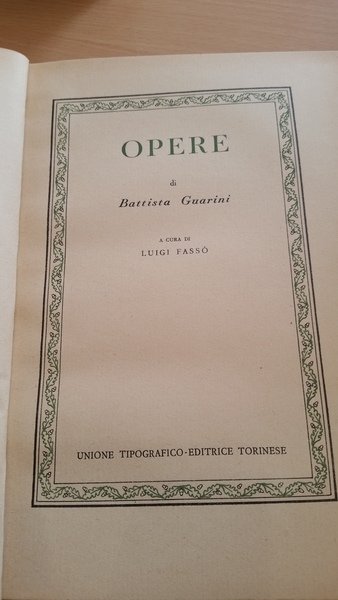 OPERE
di
Battista Guarini
A CURA DI
LUIGI FASSÒ
UNIONE TIPOGRAFICO-EDITRICE TORINESE